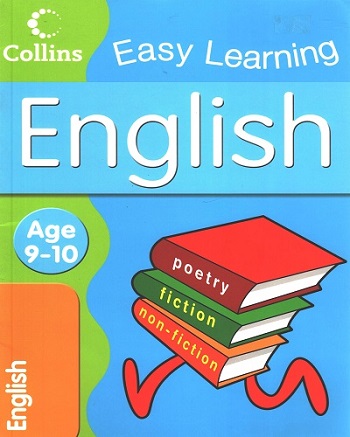 Collins
Easy Learning
English
Age
9-10
poetry
fiction
non-fiction
English